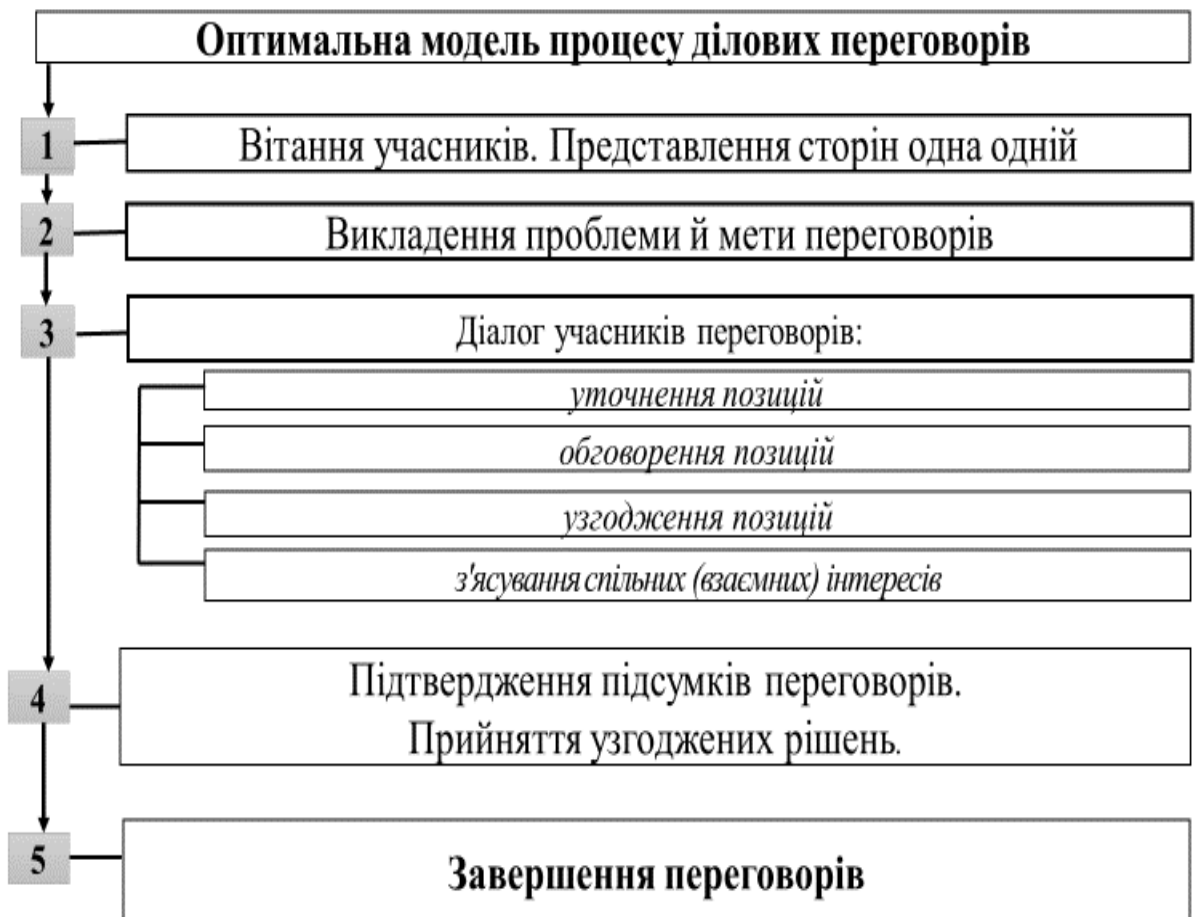 Оптимальна модель процесу ділових переговорів
1
Вітання учасників. Представлення сторін одна одній
2
Викладення проблеми й мети переговорів
3
Діалог учасників переговорів:
уточнення позицій
обговорення позицій
узгодження позицій
з'ясування спільних (взаємних) інтересів
4
Підтвердження підсумків переговорів.
Прийняття узгоджених рішень.
5
Завершення переговорів